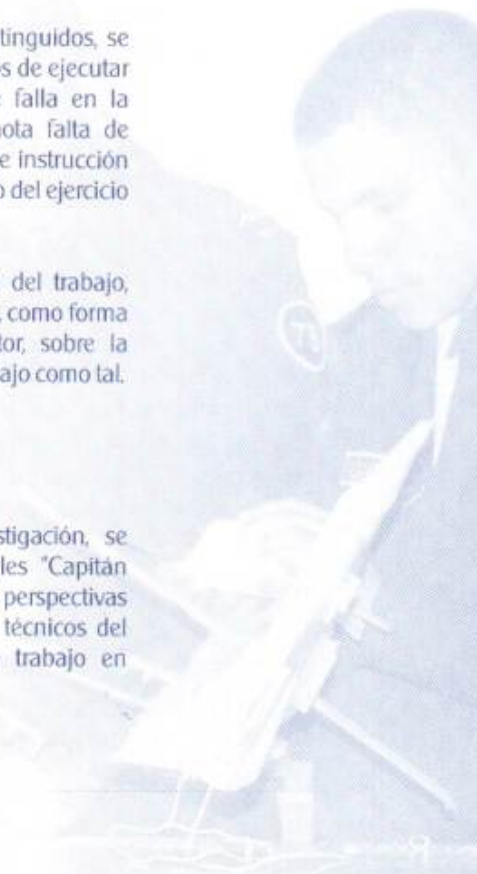 tinguidos, se
os de ejecutar
falla en la
ota falta de
e instrucción
o del ejercicio
del trabajo,
, como forma
tor, sobre la
ajo como tal.
stigación, se
les "Capitán
perspectivas
técnicos del
trabajo en